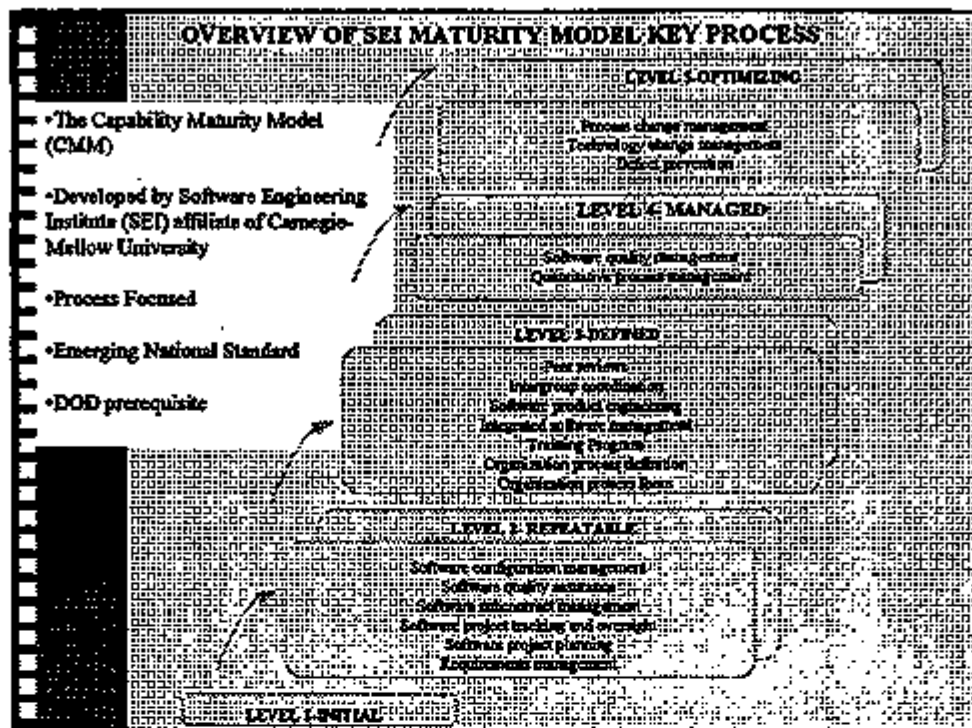 OVERVIEW OF SEI MATURITY MODEL KEY PROCESS
•The Capability Maturity Model
(CMM)
•Developed by Software Engineering
Institute (SEI) affiliate of Carnegie-
Mellow University
•Process Focused
•Emerging National Standard
•DOD prerequisite
LEVEL 5-OPTIMIZING
Process change management
Technology change management
Defect prevention
LEVEL 4- MANAGED
Software quality management
Quantitative process management
LEVEL 3-DEFINED
Peer reviews
Intergroup coordination
Software product engineering
Integrated software management
Training Program
Organization process definition
Organization process focus
LEVEL 2- REPEATABLE
Software configuration management
Software quality assurance
Software subcontract management
Software project tracking and oversight
Software project planning
Requirements management
LEVEL 1-INITIAL